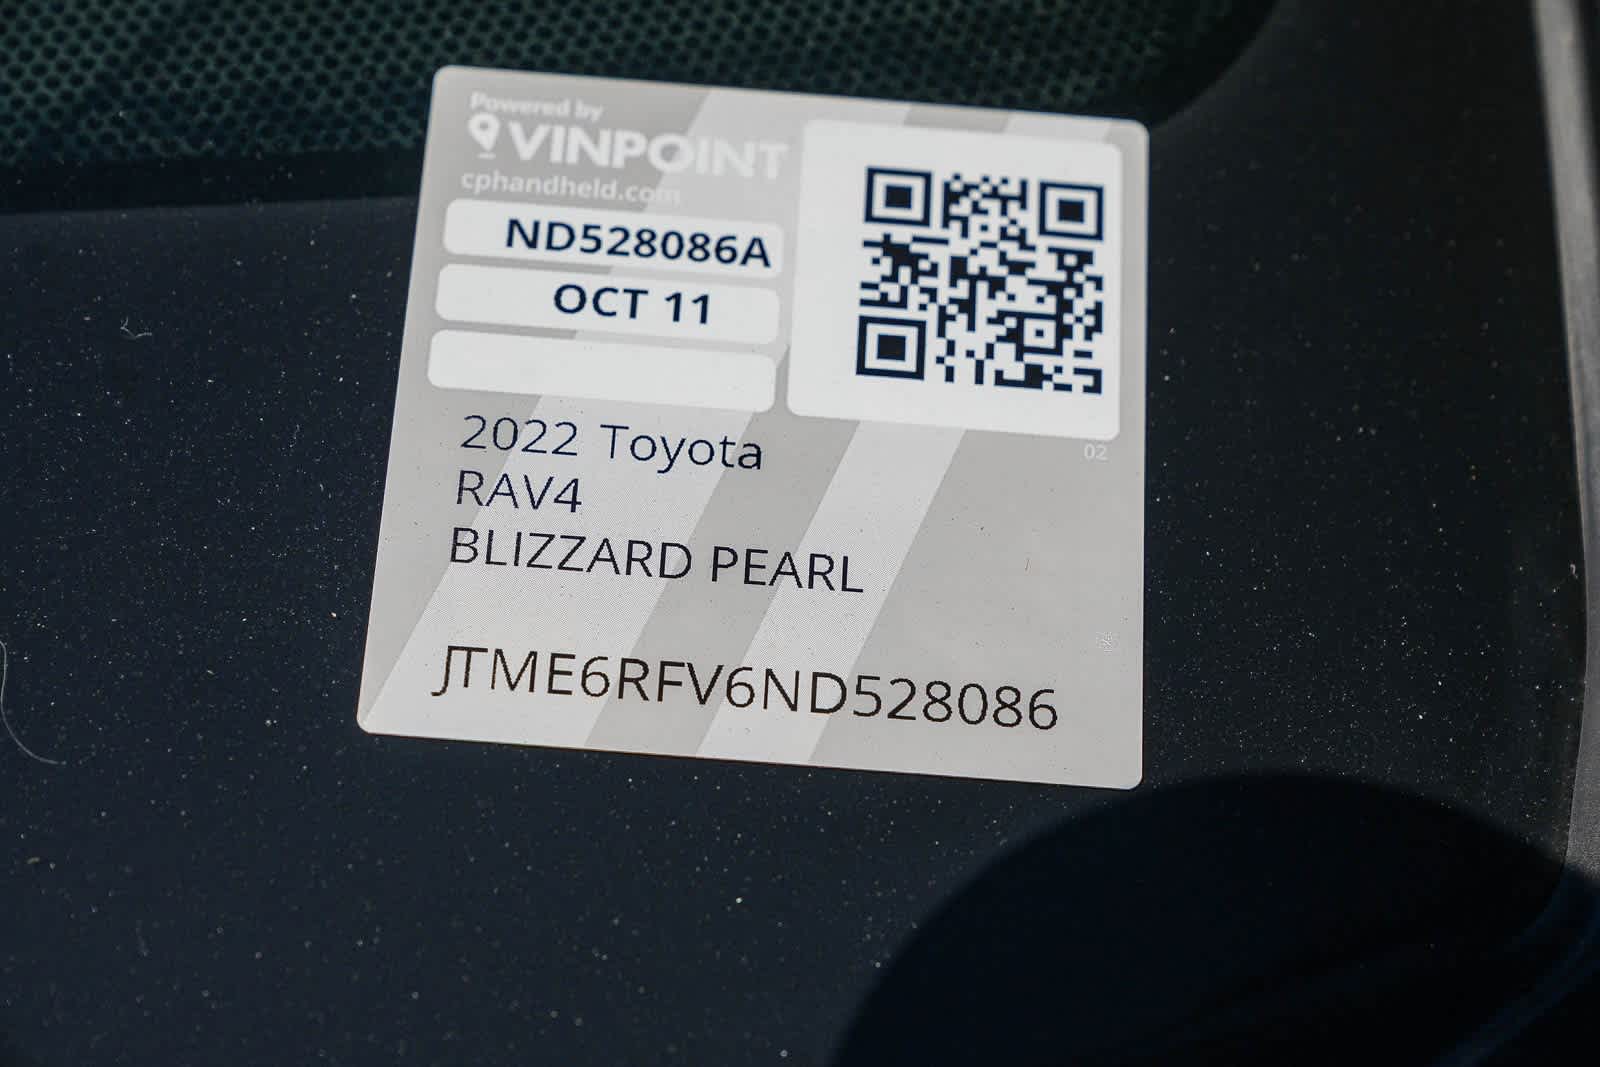 Powered by
VINPOINT
cphandheld.com
ND528086A
OCT 11
02
2022 Toyota
RAV4
BLIZZARD PEARL
JTME6RFV6ND528086